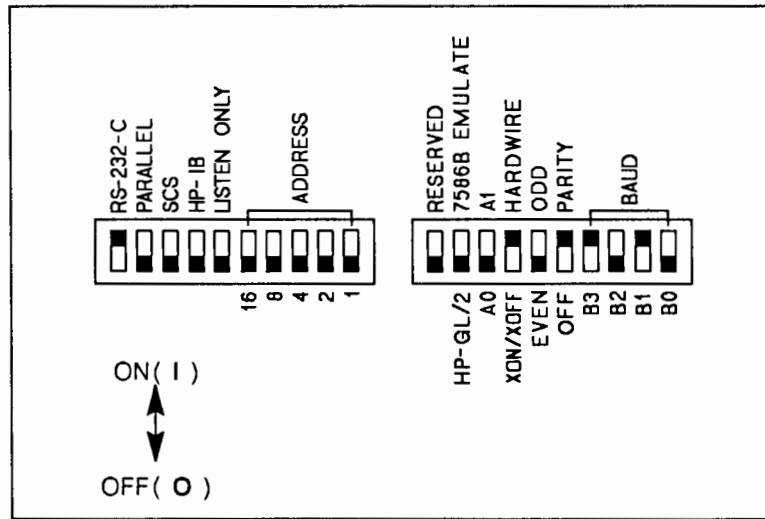 RS-232-C
PARALLEL
SCS
HP-IB
LISTEN ONLY
ADDRESS
16
8
4
2
1
RESERVED
7586B EMULATE
A1
HARDWIRE
ODD
PARITY
BAUD
HP-GL/2
A0
XON/XOFF
EVEN
OFF
B3
B2
B1
B0
ON( I )
OFF( O )